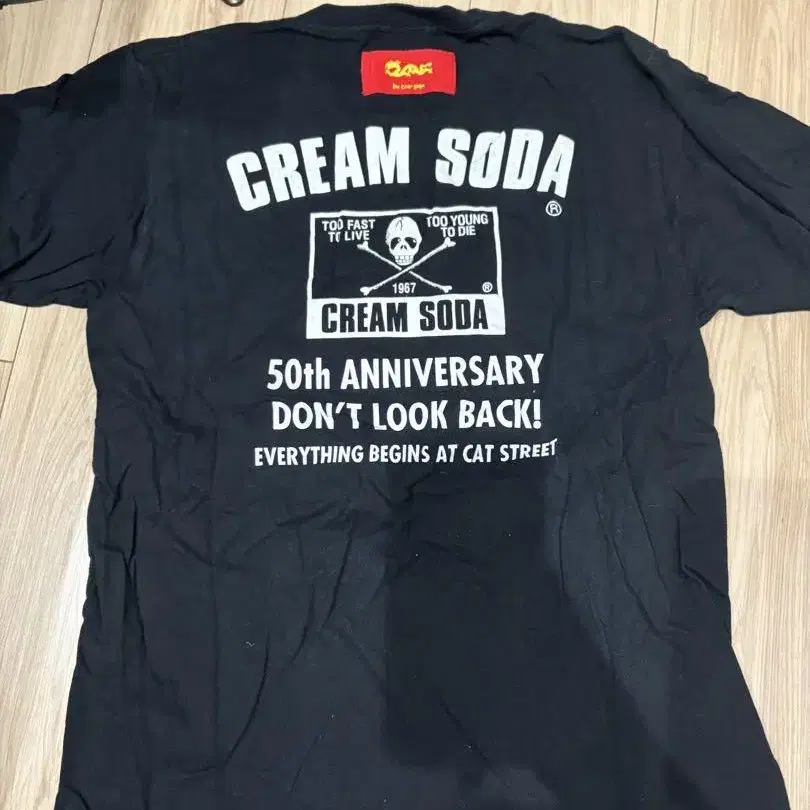 CREAM SODA
®
TOO FAST TO LIVE
TOO YOUNG TO DIE
1967
®
CREAM SODA
50th ANNIVERSARY
DON'T LOOK BACK!
EVERYTHING BEGINS AT CAT STREET